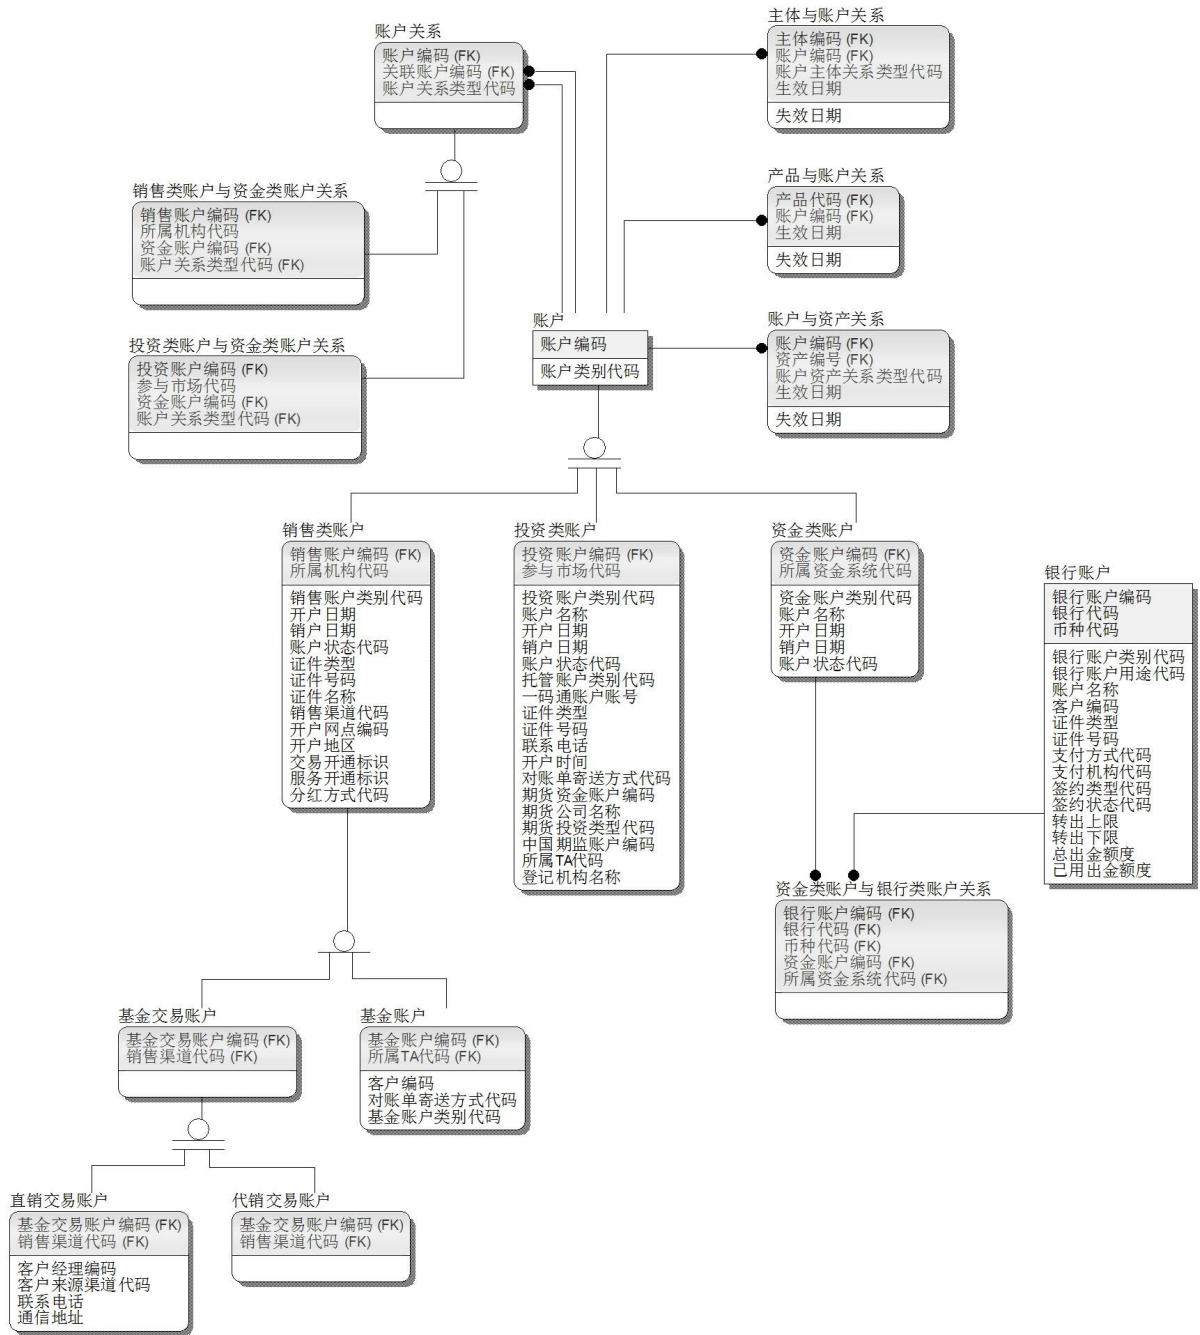 账户关系
账户编码 (FK)
关联账户编码 (FK)
账户关系类型代码
主体与账户关系
主体编码 (FK)
账户编码 (FK)
账户主体关系类型代码
生效日期
失效日期
产品与账户关系
产品代码 (FK)
账户编码 (FK)
生效日期
失效日期
销售类账户与资金类账户关系
销售账户编码 (FK)
所属机构代码
资金账户编码 (FK)
账户关系类型代码 (FK)
投资类账户与资金类账户关系
投资账户编码 (FK)
参与市场代码
资金账户编码 (FK)
账户关系类型代码 (FK)
账户
账户编码
账户类别代码
账户与资产关系
账户编码 (FK)
资产编号 (FK)
账户资产关系类型代码
生效日期
失效日期
销售类账户
销售账户编码 (FK)
所属机构代码
销售账户类别代码
开户日期
销户日期
账户状态代码
证件类型
证件号码
证件名称
销售渠道代码
开户网点编码
开户地区
交易开通标识
服务开通标识
分红方式代码
投资类账户
投资账户编码 (FK)
参与市场代码
投资账户类别代码
账户名称
开户日期
销户日期
账户状态代码
托管账户类别代码
一码通账户账号
证件类型
证件号码
联系电话
开户时间
对账单寄送方式代码
期货资金账户编码
期货公司名称
期货投资类型代码
中国期监账户编码
所属TA代码
登记机构名称
资金类账户
资金账户编码 (FK)
所属资金系统代码
资金账户类别代码
账户名称
开户日期
销户日期
账户状态代码
银行账户
银行账户编码
银行代码
币种代码
银行账户类别代码
银行账户用途代码
账户名称
客户编码
证件类型
证件号码
支付方式代码
支付机构代码
签约类型代码
签约状态代码
转出上限
转出下限
总出金额度
已用出金额度
资金类账户与银行类账户关系
银行账户编码 (FK)
银行代码 (FK)
币种代码 (FK)
资金账户编码 (FK)
所属资金系统代码 (FK)
基金交易账户
基金交易账户编码 (FK)
销售渠道代码 (FK)
基金账户
基金账户编码 (FK)
所属TA代码 (FK)
客户编码
对账单寄送方式代码
基金账户类别代码
直销交易账户
基金交易账户编码 (FK)
销售渠道代码 (FK)
客户经理编码
客户来源渠道代码
联系电话
通信地址
代销交易账户
基金交易账户编码 (FK)
销售渠道代码 (FK)